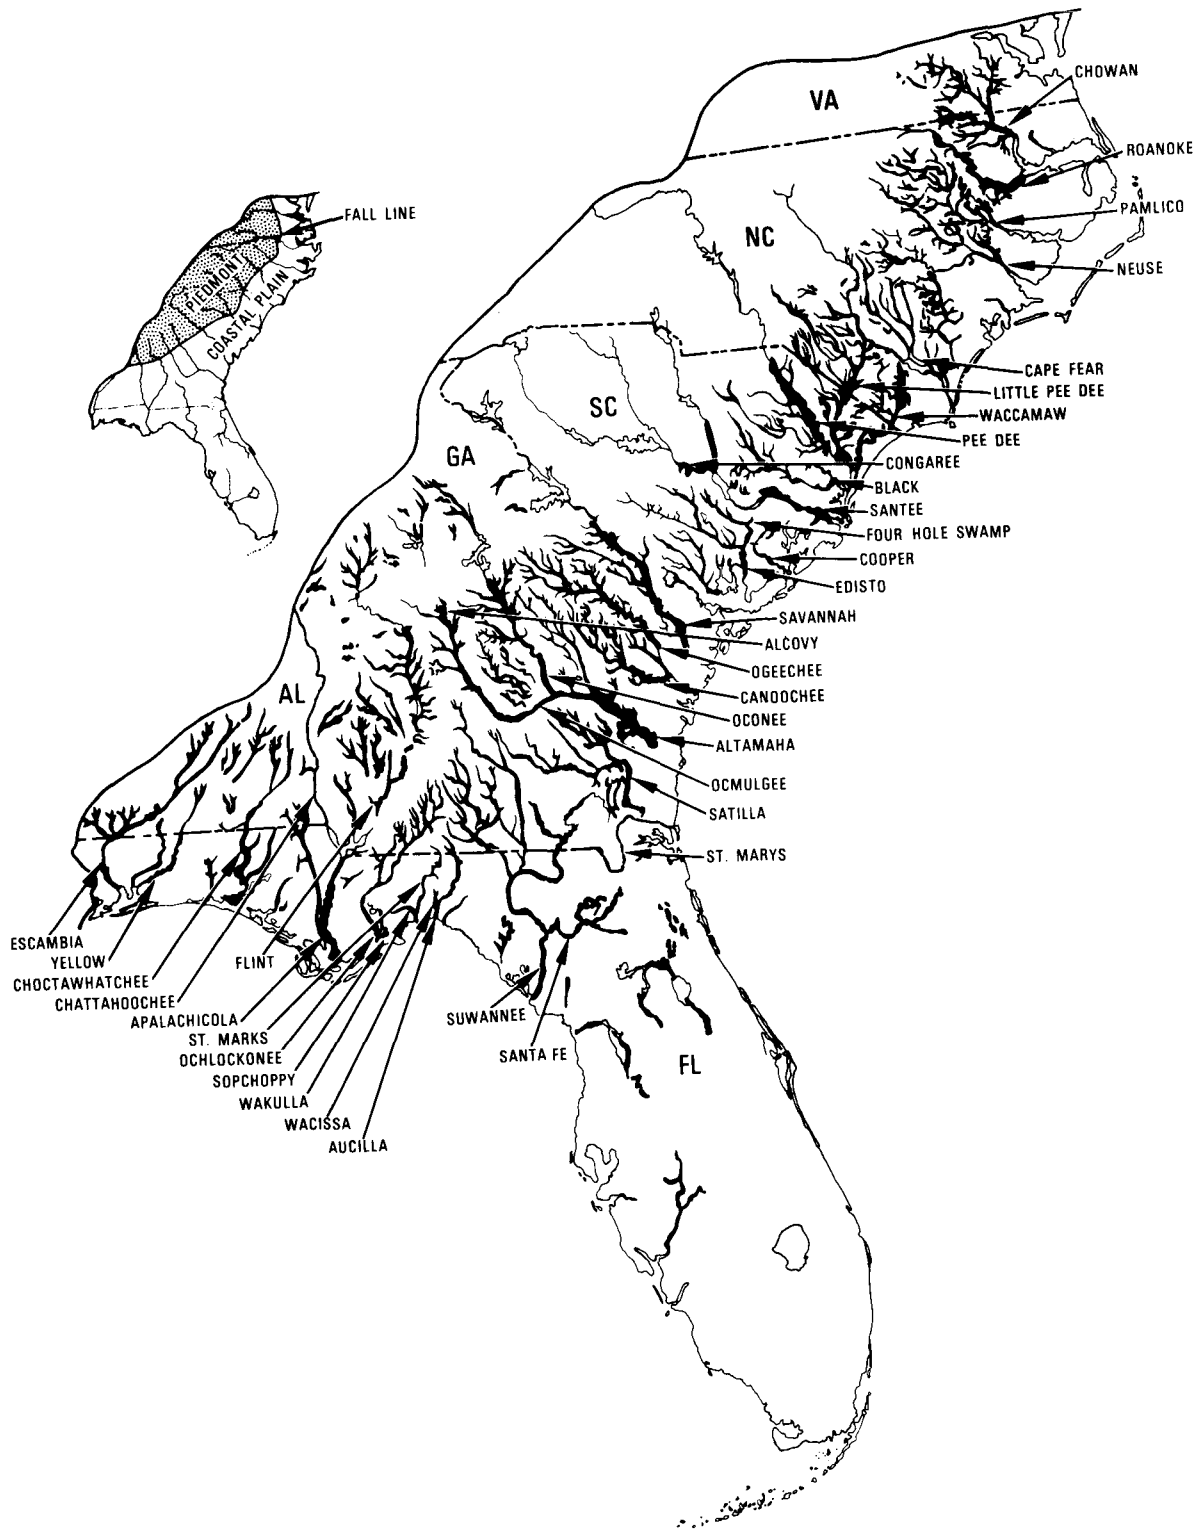 CHOWAN
VA
ROANOKE
FALL LINE
PAMLICO
NC
PIEDMONT
NEUSE
COASTAL PLAIN
CAPE FEAR
LITTLE PEE DEE
SC
WACCAMAW
PEE DEE
GA
CONGAREE
BLACK
SANTEE
FOUR HOLE SWAMP
COOPER
EDISTO
SAVANNAH
ALCOVY
OGEECHEE
AL
CANOOCHEE
OCONEE
ALTAMAHA
OCMULGEE
SATILLA
ST. MARYS
ESCAMBIA
YELLOW
FLINT
CHOCTAWHATCHEE
CHATTAHOOCHEE
APALACHICOLA
SUWANNEE
ST. MARKS
OCHLOCKONEE
SANTA FE
FL
SOPCHOPPY
WAKULLA
WACISSA
AUCILLA